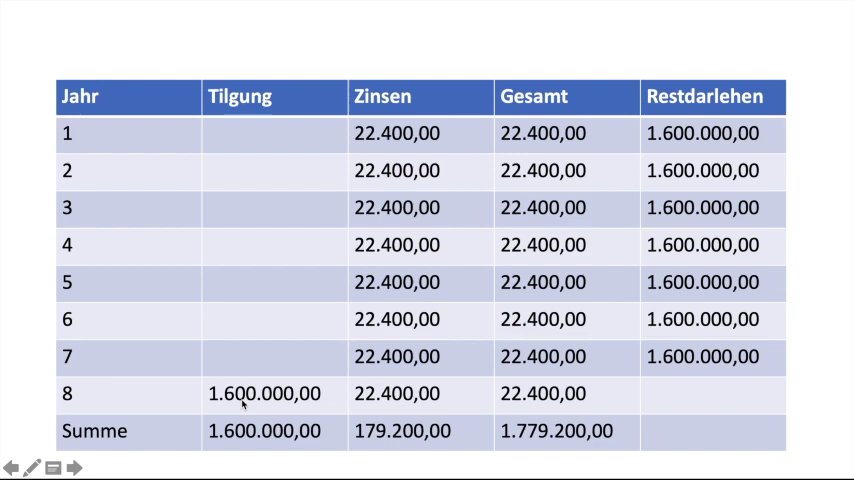 Jahr Tilgung Zinsen Gesamt Restdarlehen
1 22.400,00 22.400,00 1.600.000,00
2 22.400,00 22.400,00 1.600.000,00
3 22.400,00 22.400,00 1.600.000,00
4 22.400,00 22.400,00 1.600.000,00
5 22.400,00 22.400,00 1.600.000,00
6 22.400,00 22.400,00 1.600.000,00
7 22.400,00 22.400,00 1.600.000,00
8 1.600.000,00 22.400,00 22.400,00
Summe 1.600.000,00 179.200,00 1.779.200,00